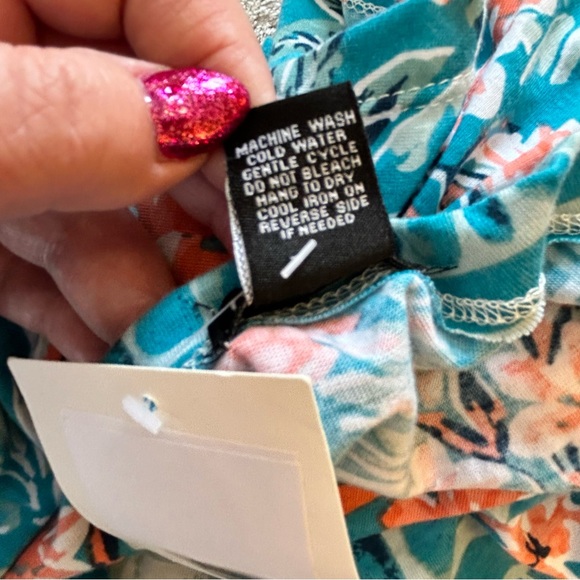 MACHINE WASH
COLD WATER
GENTLE CYCLE
DO NOT BLEACH
HANG TO DRY
COOL IRON ON
REVERSE SIDE
IF NEEDED